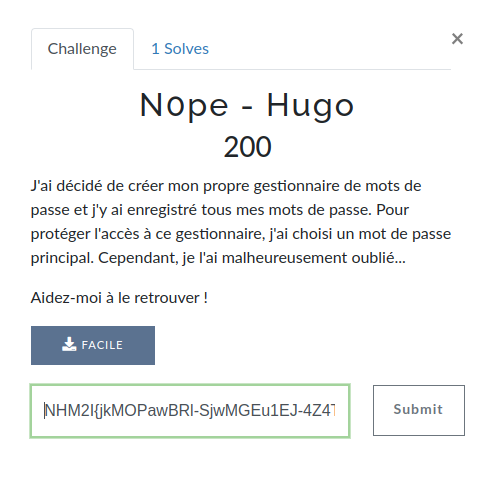 Challenge
1 Solves
×
N0pe - Hugo
200
J'ai décidé de créer mon propre gestionnaire de mots de
passe et j'y ai enregistré tous mes mots de passe. Pour
protéger l'accès à ce gestionnaire, j'ai choisi un mot de passe
principal. Cependant, je l'ai malheureusement oublié...
Aidez-moi à le retrouver !
FACILE
NHM2I{jkMOPawBRl-SjwMGEu1EJ-4Z4T
Submit